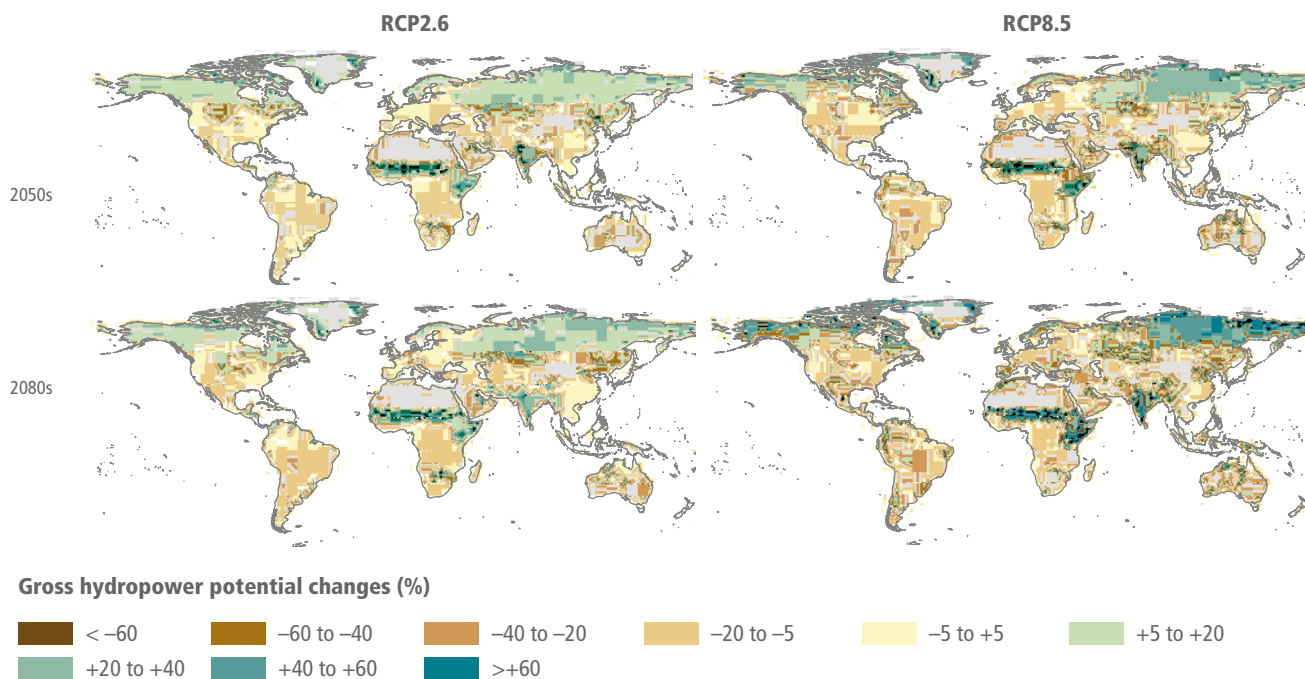 RCP2.6 RCP8.5
2050s
2080s
Gross hydropower potential changes (%)
< –60 –60 to –40 –40 to –20 –20 to –5 –5 to +5 +5 to +20
+20 to +40 +40 to +60 >+60